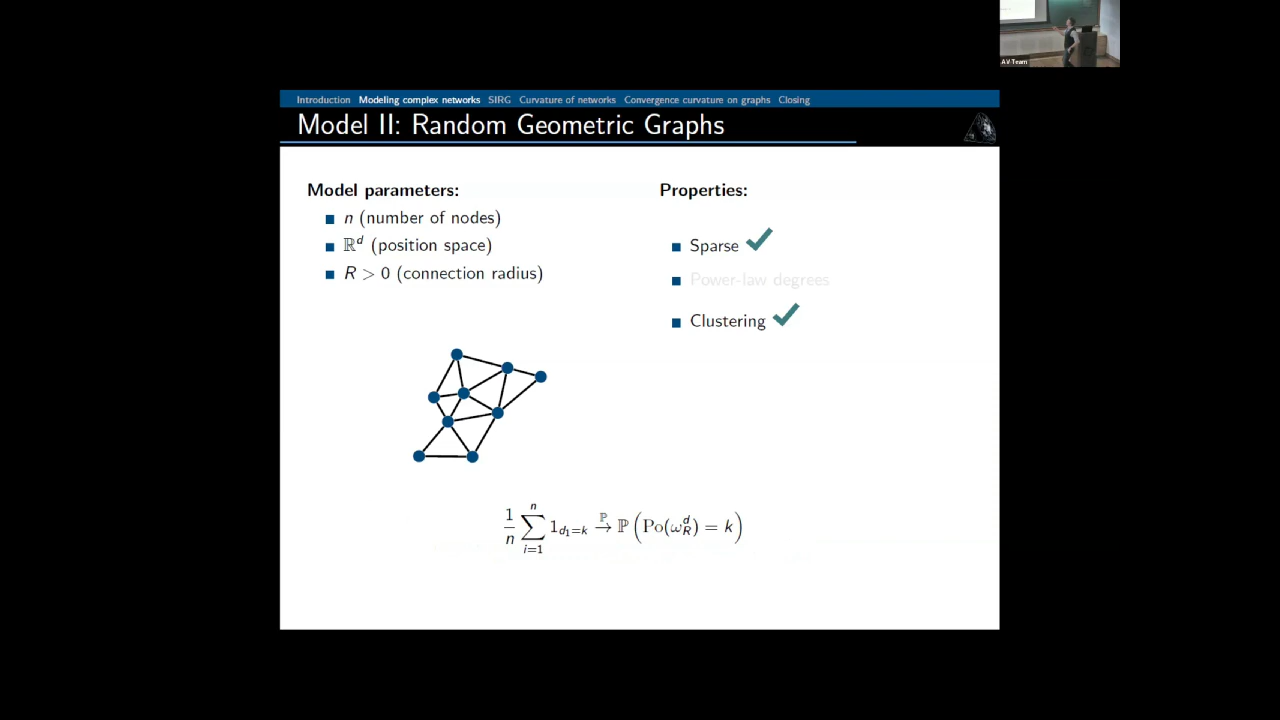 AV-Team
Introduction Modeling complex networks SIRG Curvature of networks Convergence curvature on graphs Closing
Model II: Random Geometric Graphs
Model parameters:
n (number of nodes)
ℝ^d (position space)
R > 0 (connection radius)
Properties:
Sparse ✓
Power-law degrees
Clustering ✓
1/n ∑_{i=1}^{n} 1_{d_1=k} →^ℙ ℙ(Po(ω_R^d) = k)